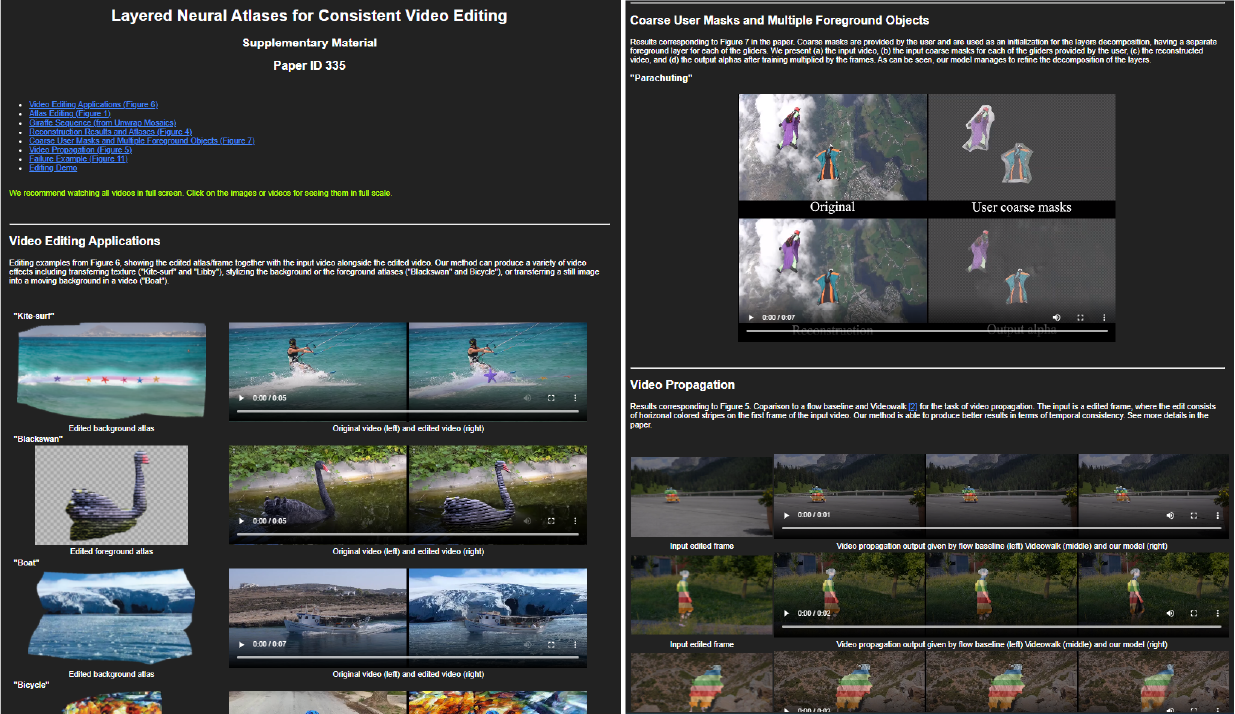 Layered Neural Atlases for Consistent Video Editing
Supplementary Material
Paper ID 335
Video Editing Applications (Figure 6)
Atlas Editing (Figure 1)
Giraffe Sequence (from Unwrap Mosaics)
Reconstruction Results and Atlases (Figure 4)
Coarse User Masks and Multiple Foreground Objects (Figure 7)
Video Propagation (Figure 5)
Failure Example (Figure 11)
Editing Demo
We recommend watching all videos in full screen. Click on the images or videos for seeing them in full scale.
Video Editing Applications
Editing examples from Figure 6, showing the edited atlas/frame together with the input video alongside the edited video. Our method can produce a variety of video
effects including transferring texture ("Kite-surf" and "Libby"), stylizing the background or the foreground atlases ("Blackswan" and Bicycle"), or transferring a still image
into a moving background in a video ("Boat").
"Kite-surf"
0:00 / 0:05
Edited background atlas
Original video (left) and edited video (right)
"Blackswan"
0:00 / 0:05
Edited foreground atlas
Original video (left) and edited video (right)
"Boat"
0:00 / 0:07
Edited background atlas
Original video (left) and edited video (right)
"Bicycle"
Coarse User Masks and Multiple Foreground Objects
Results corresponding to Figure 7 in the paper. Coarse masks are provided by the user and are used as an initialization for the layers decomposition, having a separate
foreground layer for each of the gliders. We present (a) the input video, (b) the input coarse masks for each of the gliders provided by the user, (c) the reconstructed
video, and (d) the output alphas after training multiplied by the frames. As can be seen, our model manages to refine the decomposition of the layers.
"Parachuting"
Original
User coarse masks
0:00 / 0:07
Reconstruction
Output alpha
Video Propagation
Results corresponding to Figure 5. Coparison to a flow baseline and Videowalk [2] for the task of video propagation. The input is a edited frame, where the edit consists
of horizonal colored stripes on the first frame of the input video. Our method is able to produce better results in terms of temporal consistency. See more details in the
paper.
0:00 / 0:01
Input edited frame
Video propagation output given by flow baseline (left) Videowalk (middle) and our model (right)
0:00 / 0:02
Input edited frame
Video propagation output given by flow baseline (left) Videowalk (middle) and our model (right)
0:00 / 0:02